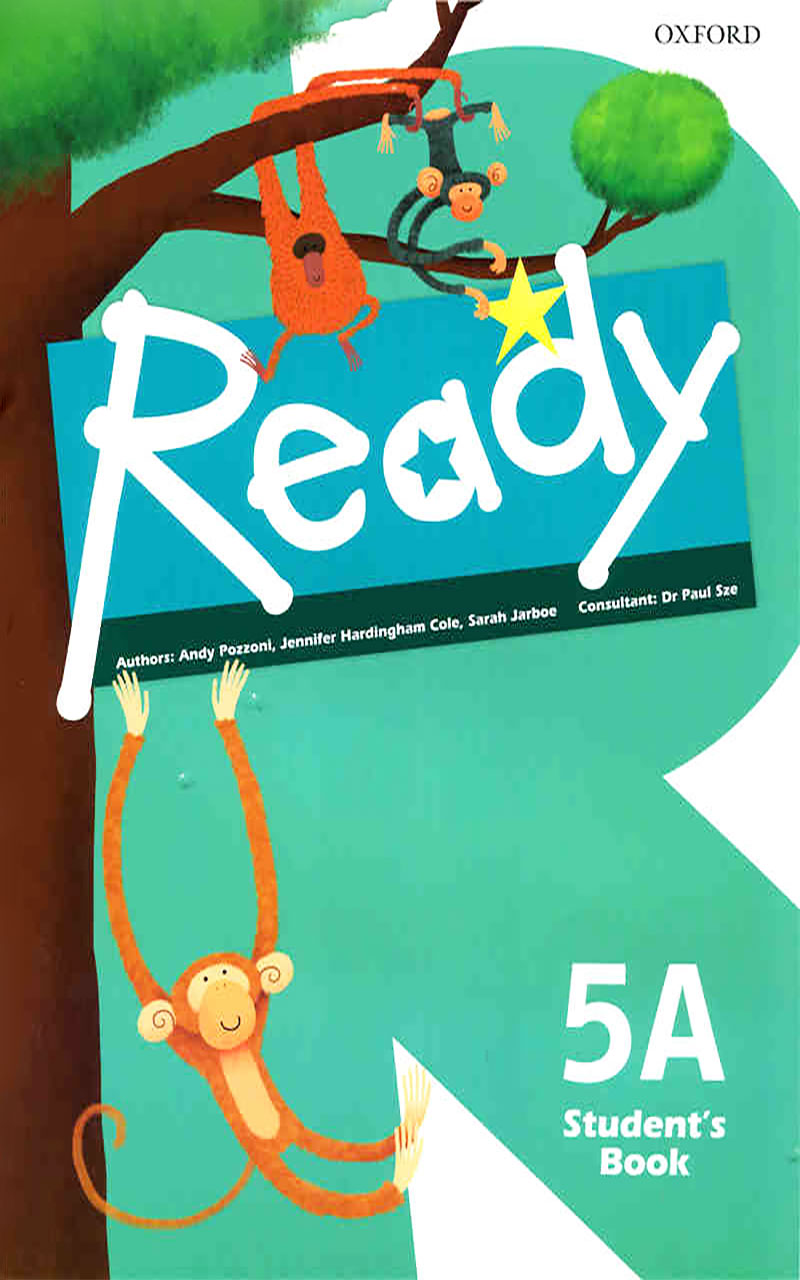 OXFORD
Ready
Authors: Andy Pozzoni, Jennifer Hardingham Cole, Sarah Jarboe Consultant: Dr Paul Sze
5A
Student's
Book